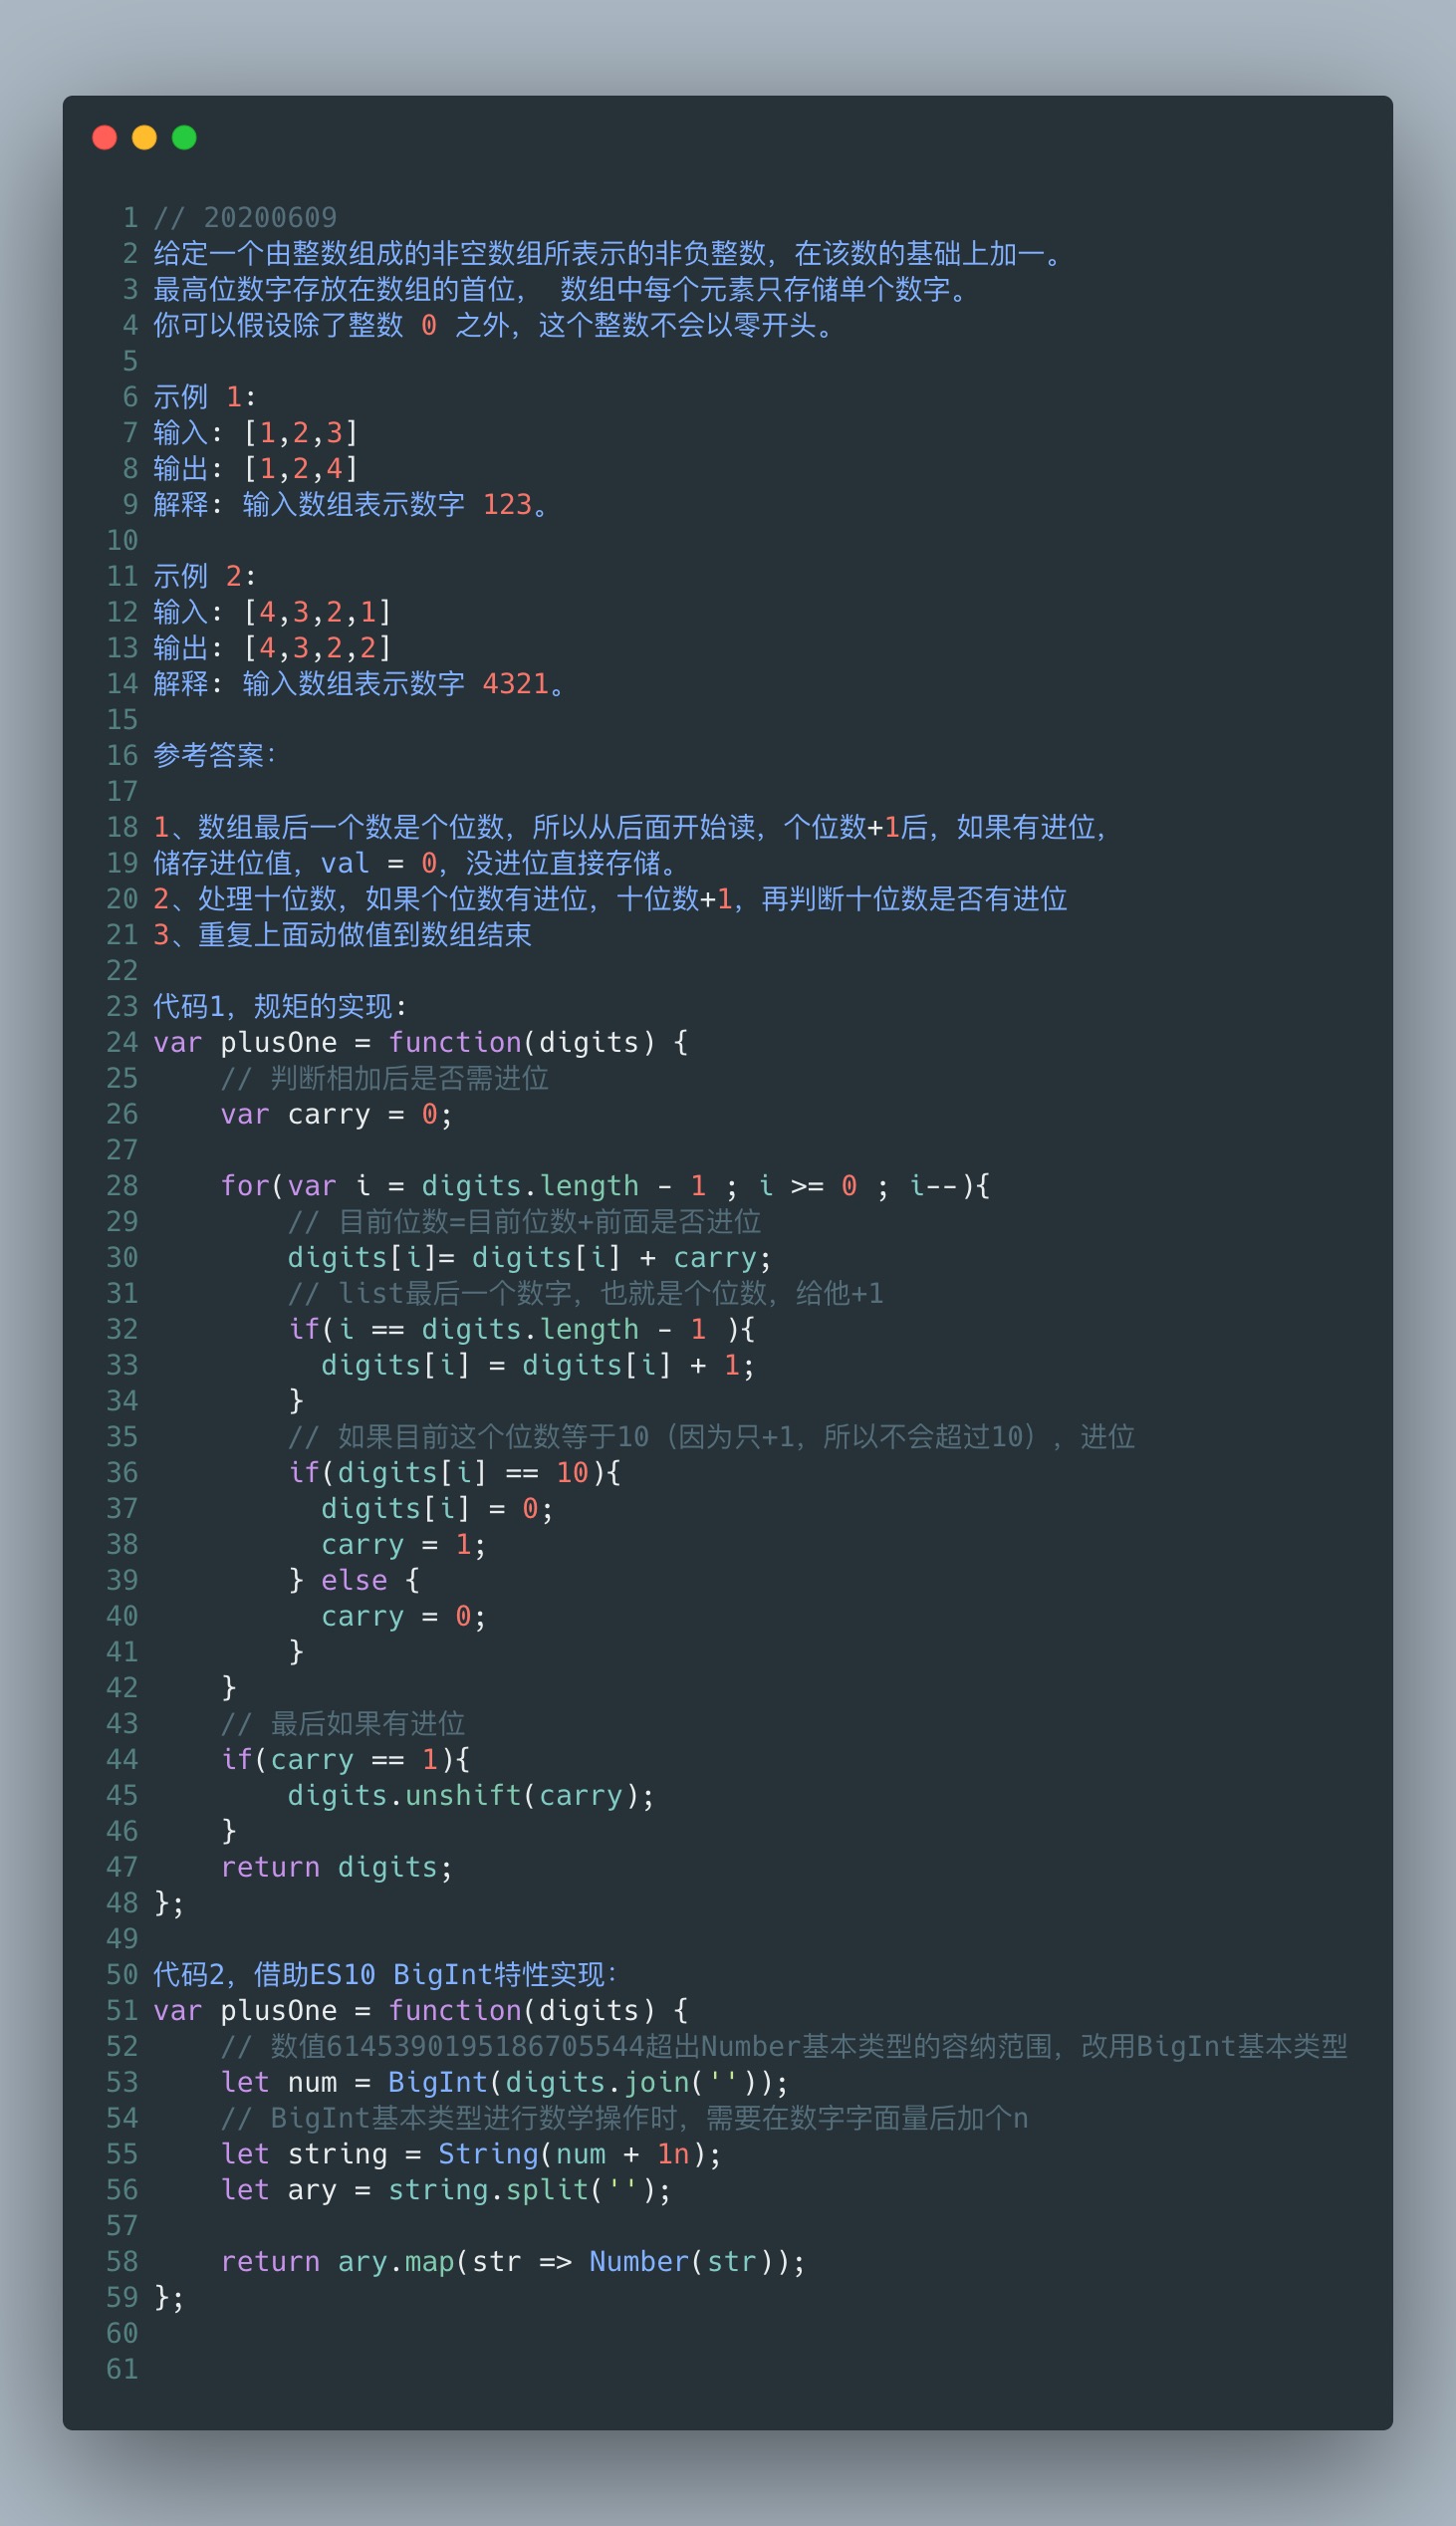 1 // 20200609
2 给定一个由整数组成的非空数组所表示的非负整数，在该数的基础上加一。
3 最高位数字存放在数组的首位， 数组中每个元素只存储单个数字。
4 你可以假设除了整数 0 之外，这个整数不会以零开头。
5
6 示例 1:
7 输入: [1,2,3]
8 输出: [1,2,4]
9 解释: 输入数组表示数字 123。
10
11 示例 2:
12 输入: [4,3,2,1]
13 输出: [4,3,2,2]
14 解释: 输入数组表示数字 4321。
15
16 参考答案：
17
18 1、数组最后一个数是个位数，所以从后面开始读，个位数+1后，如果有进位，
19 储存进位值，val = 0，没进位直接存储。
20 2、处理十位数，如果个位数有进位，十位数+1，再判断十位数是否有进位
21 3、重复上面动做值到数组结束
22
23 代码1，规矩的实现:
24 var plusOne = function(digits) {
25     // 判断相加后是否需进位
26     var carry = 0;
27
28     for(var i = digits.length - 1 ; i >= 0 ; i--){
29         // 目前位数=目前位数+前面是否进位
30         digits[i]= digits[i] + carry;
31         // list最后一个数字，也就是个位数，给他+1
32         if(i == digits.length - 1 ){
33           digits[i] = digits[i] + 1;
34         }
35         // 如果目前这个位数等于10（因为只+1，所以不会超过10）, 进位
36         if(digits[i] == 10){
37           digits[i] = 0;
38           carry = 1;
39         } else {
40           carry = 0;
41         }
42     }
43     // 最后如果有进位
44     if(carry == 1){
45         digits.unshift(carry);
46     }
47     return digits;
48 };
49
50 代码2，借助ES10 BigInt特性实现：
51 var plusOne = function(digits) {
52     // 数值6145390195186705544超出Number基本类型的容纳范围，改用BigInt基本类型
53     let num = BigInt(digits.join(''));
54     // BigInt基本类型进行数学操作时，需要在数字字面量后加个n
55     let string = String(num + 1n);
56     let ary = string.split('');
57
58     return ary.map(str => Number(str));
59 };
60
61